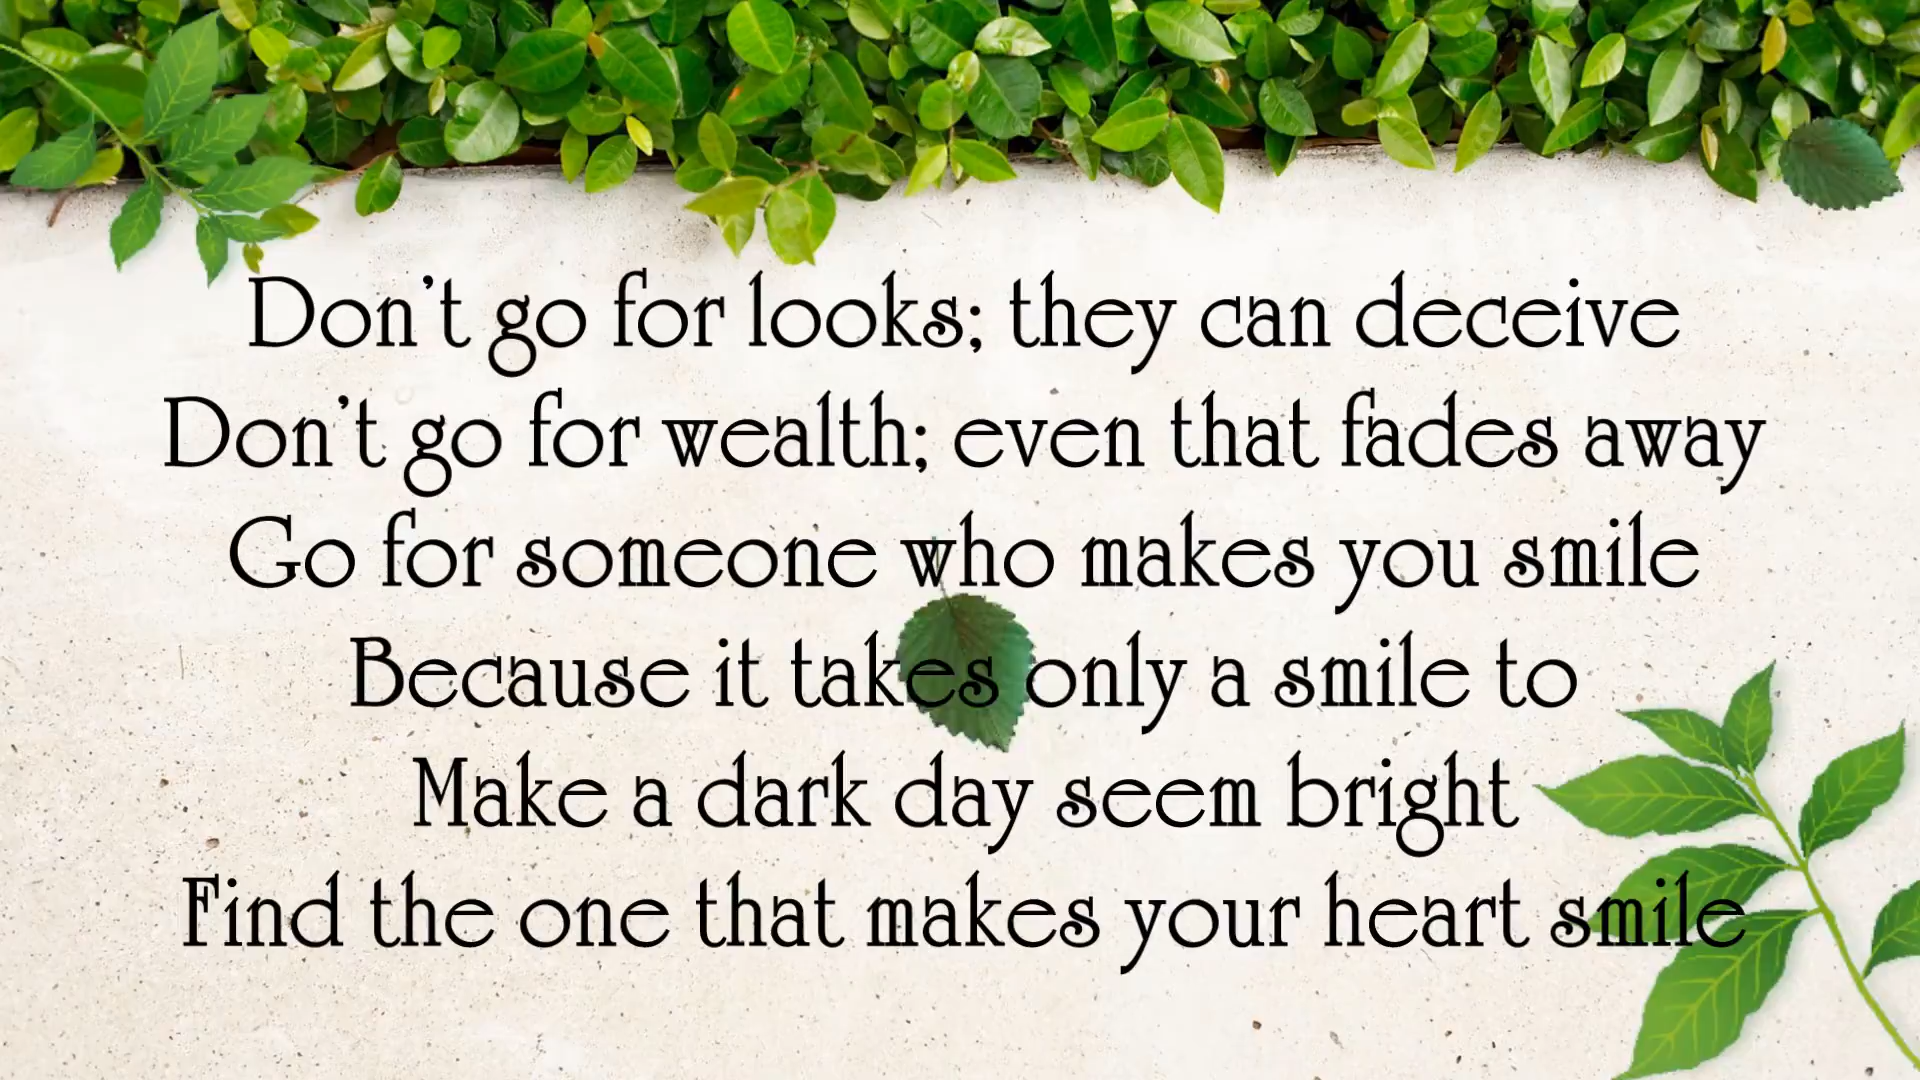 Don't go for looks; they can deceive
Don't go for wealth; even that fades away
Go for someone who makes you smile
Because it takes only a smile to
Make a dark day seem bright
Find the one that makes your heart smile